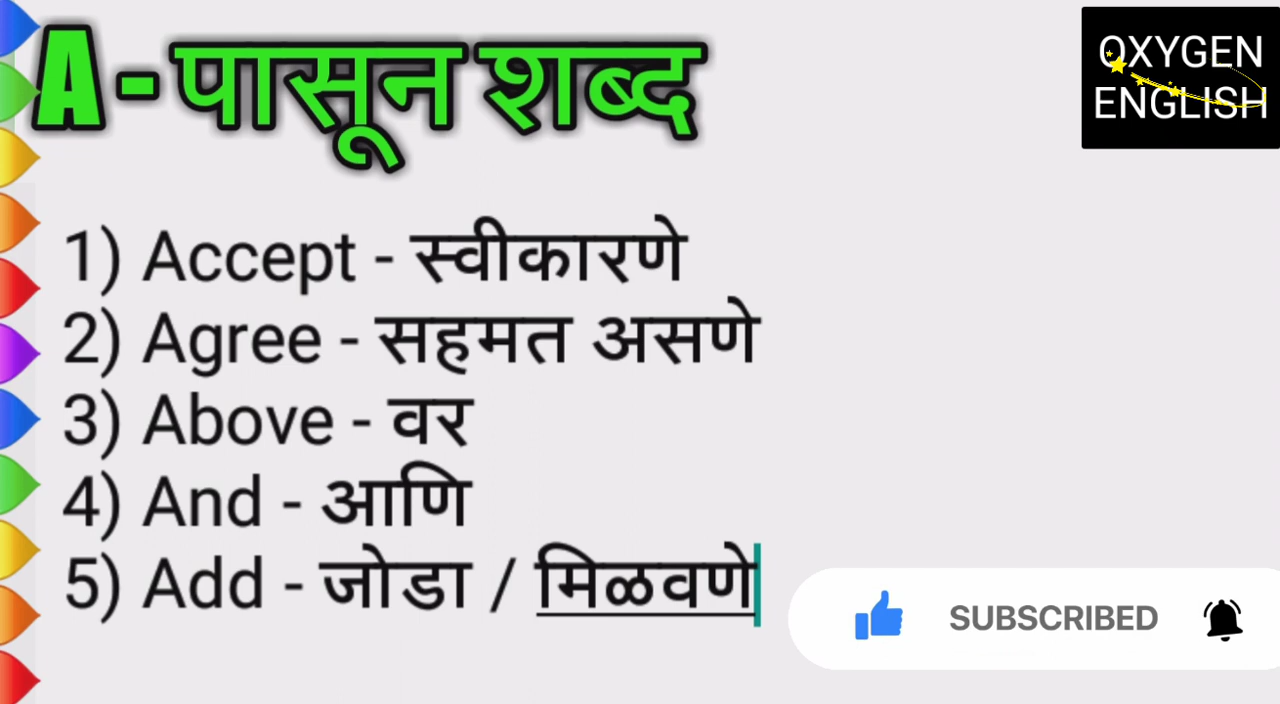 A - पासून शब्द
OXYGEN
ENGLISH
1) Accept - स्वीकारणे
2) Agree - सहमत असणे
3) Above - वर
4) And - आणि
5) Add - जोडा / मिळवणे
SUBSCRIBED